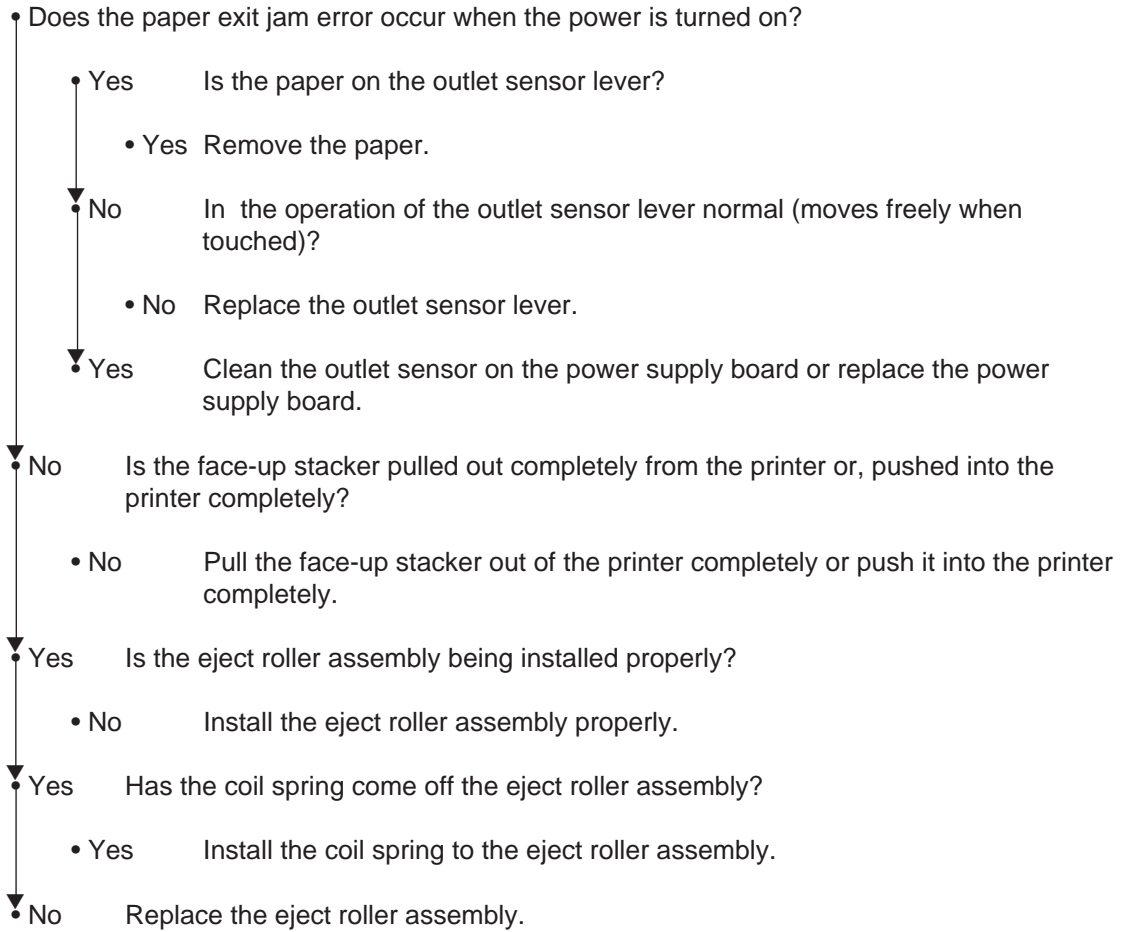 • Does the paper exit jam error occur when the power is turned on?
• Yes Is the paper on the outlet sensor lever?
• Yes Remove the paper.
• No In the operation of the outlet sensor lever normal (moves freely when
touched)?
• No Replace the outlet sensor lever.
• Yes Clean the outlet sensor on the power supply board or replace the power
supply board.
• No Is the face-up stacker pulled out completely from the printer or, pushed into the
printer completely?
• No Pull the face-up stacker out of the printer completely or push it into the printer
completely.
• Yes Is the eject roller assembly being installed properly?
• No Install the eject roller assembly properly.
• Yes Has the coil spring come off the eject roller assembly?
• Yes Install the coil spring to the eject roller assembly.
• No Replace the eject roller assembly.